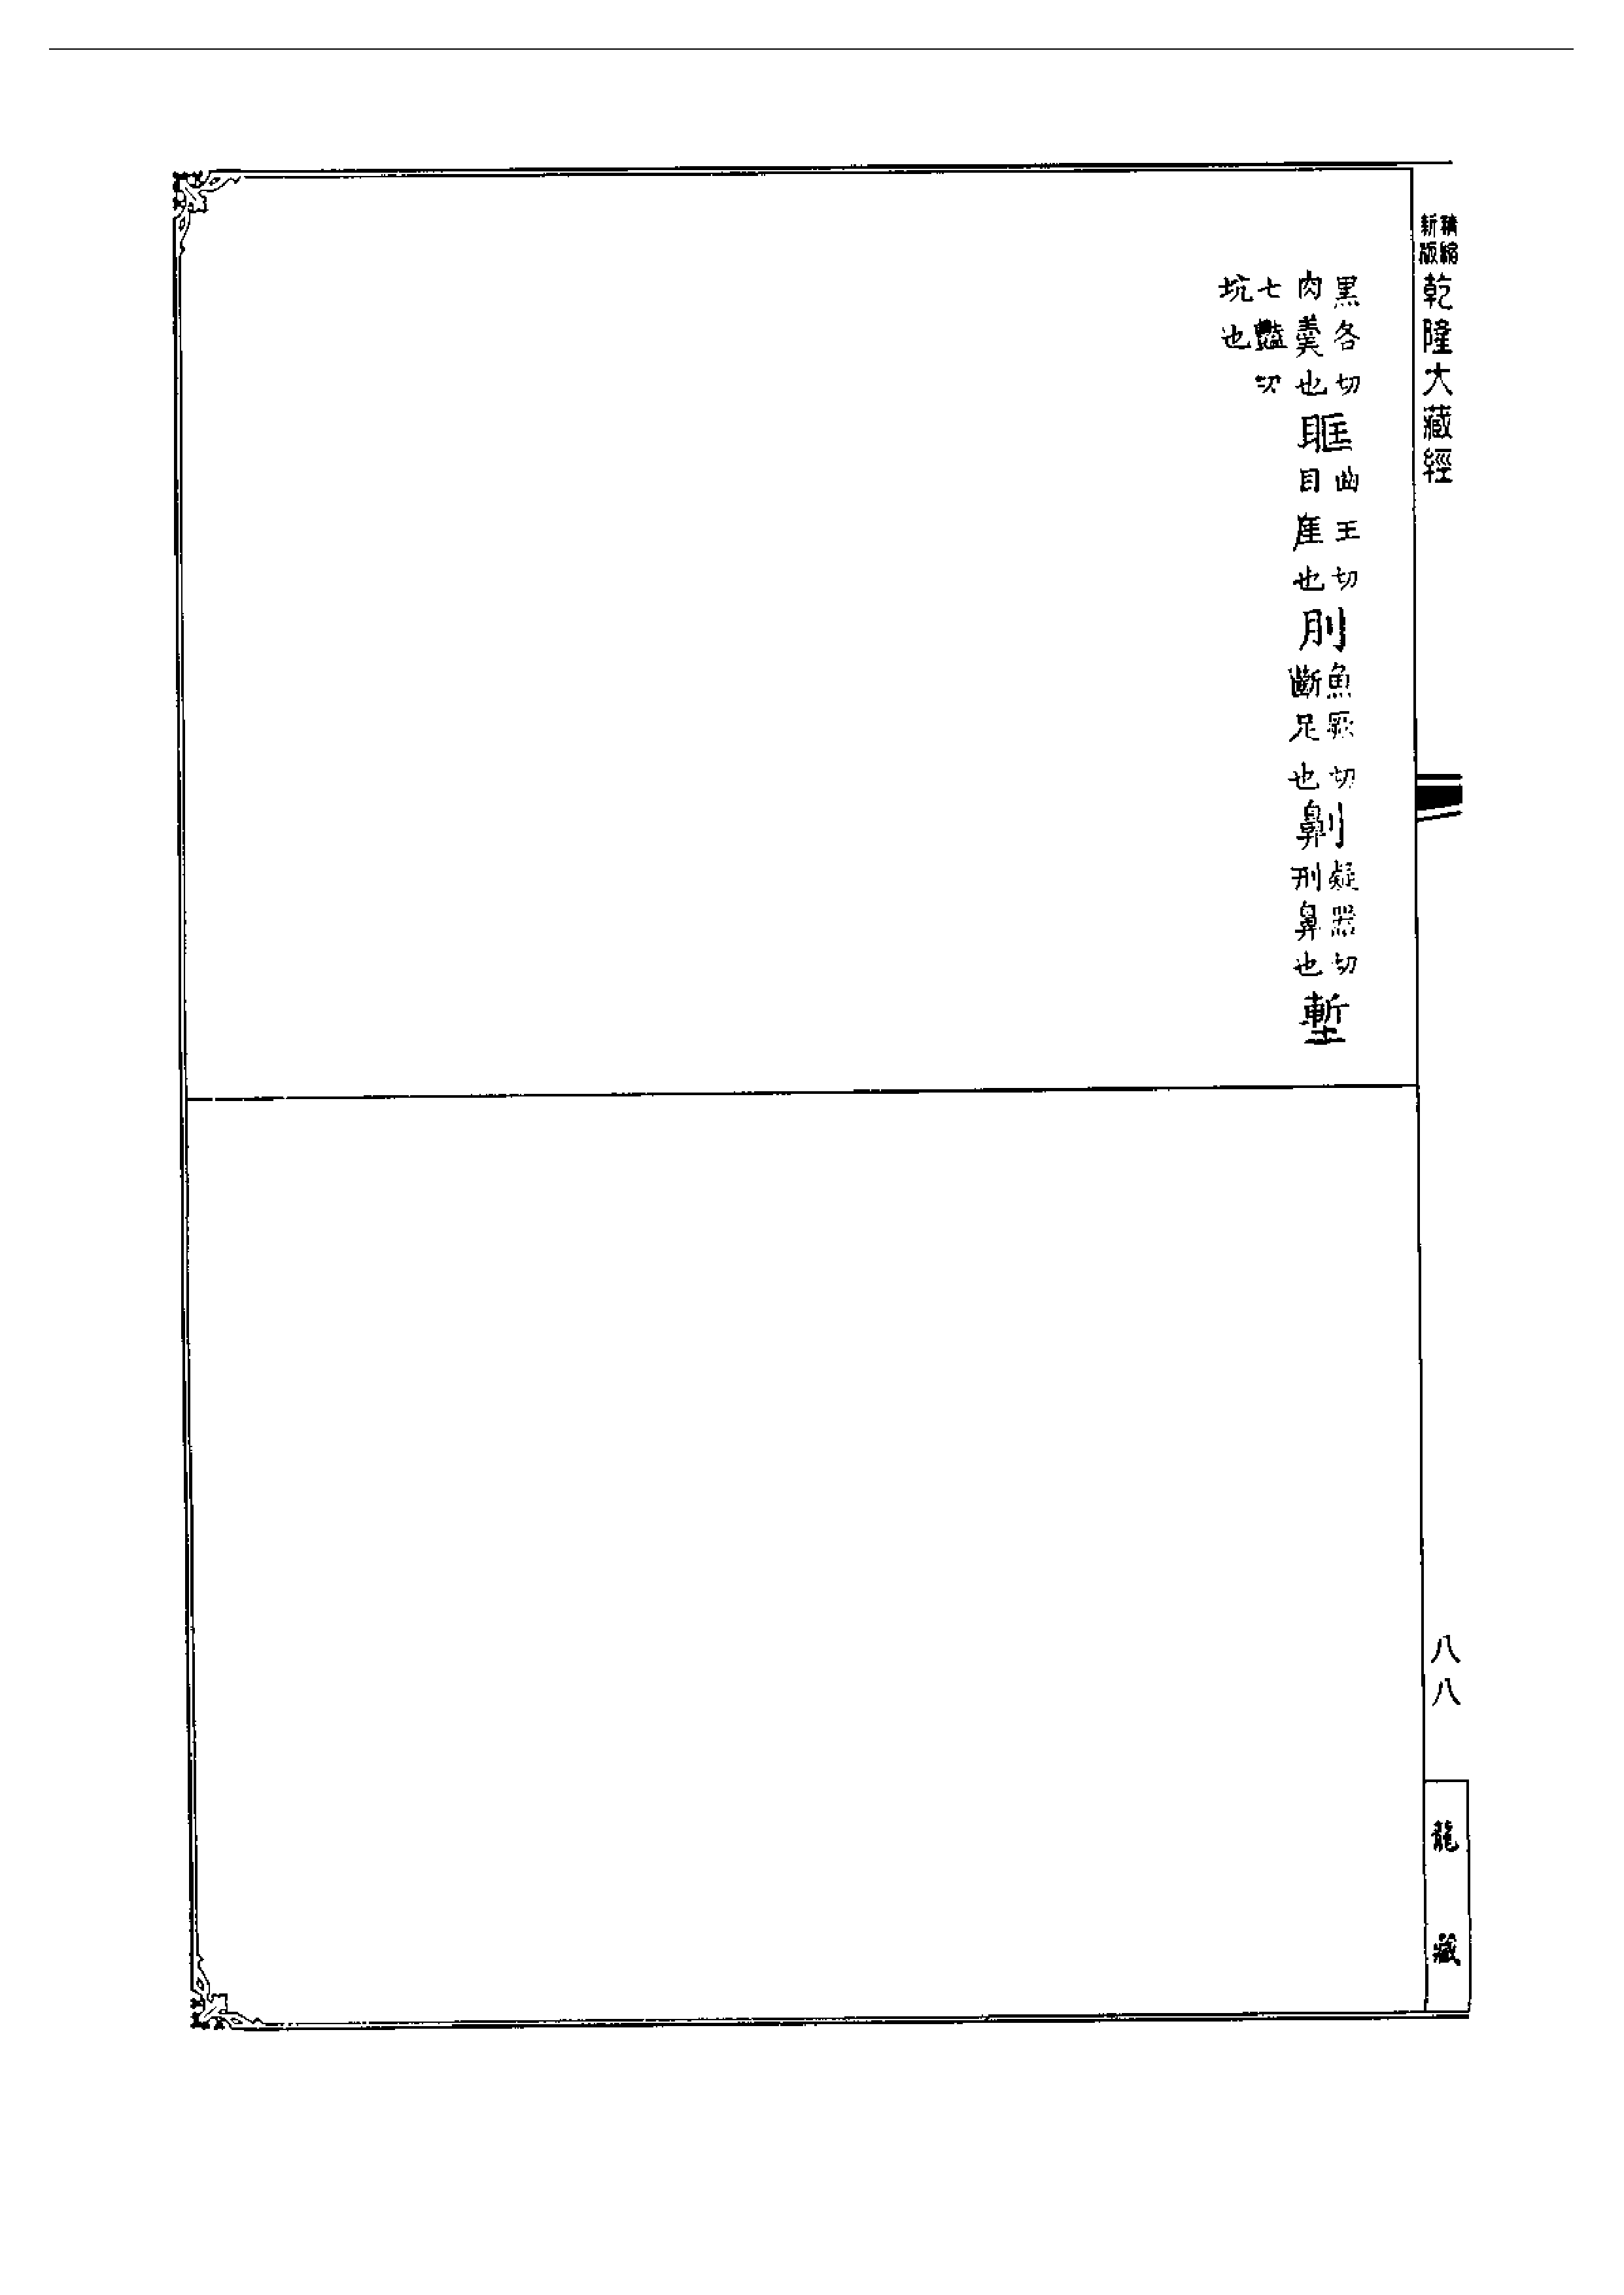 精縮新版乾隆大藏經
八八
龍藏
黑各切肉羹也眶曲王切目厓也刖魚厥切斷足也劓疑器切刑鼻也塹
七豔切坑也